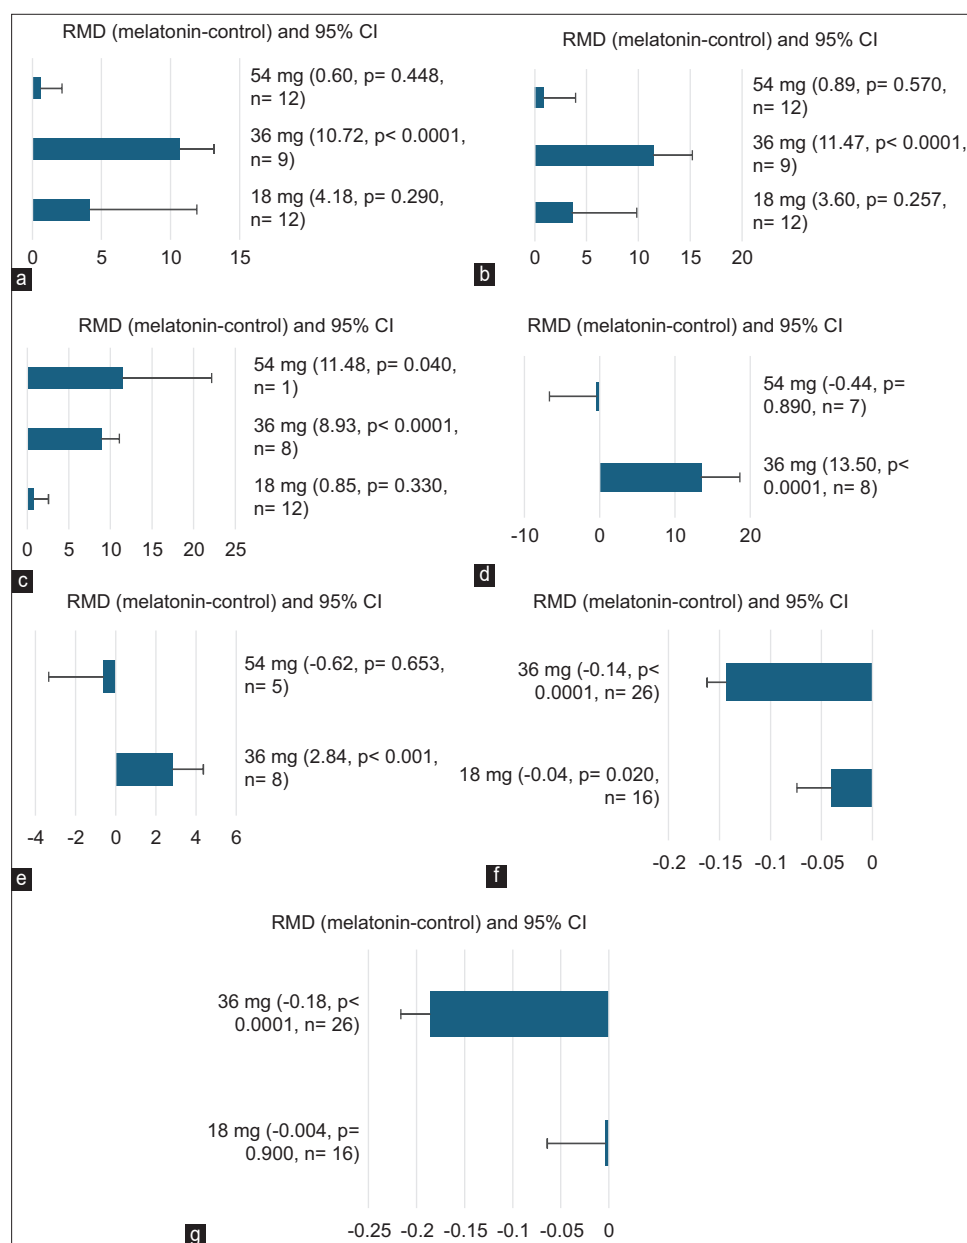 RMD (melatonin-control) and 95% CI
54 mg (0.60, p= 0.448,
n= 12)
36 mg (10.72, p< 0.0001,
n= 9)
18 mg (4.18, p= 0.290,
n= 12)
0 5 10 15
a
RMD (melatonin-control) and 95% CI
54 mg (0.89, p= 0.570,
n= 12)
36 mg (11.47, p< 0.0001,
n= 9)
18 mg (3.60, p= 0.257,
n= 12)
0 5 10 15 20
b
RMD (melatonin-control) and 95% CI
54 mg (11.48, p= 0.040,
n= 1)
36 mg (8.93, p< 0.0001,
n= 8)
18 mg (0.85, p= 0.330,
n= 12)
0 5 10 15 20 25
c
RMD (melatonin-control) and 95% CI
54 mg (-0.44, p=
0.890, n= 7)
36 mg (13.50, p<
0.0001, n= 8)
-10 0 10 20
d
RMD (melatonin-control) and 95% CI
54 mg (-0.62, p= 0.653,
n= 5)
36 mg (2.84, p< 0.001,
n= 8)
-4 -2 0 2 4 6
e
RMD (melatonin-control) and 95% CI
36 mg (-0.14, p<
0.0001, n= 26)
18 mg (-0.04, p= 0.020,
n= 16)
-0.2 -0.15 -0.1 -0.05 0
f
RMD (melatonin-control) and 95% CI
36 mg (-0.18, p<
0.0001, n= 26)
18 mg (-0.004, p=
0.900, n= 16)
-0.25 -0.2 -0.15 -0.1 -0.05 0
g